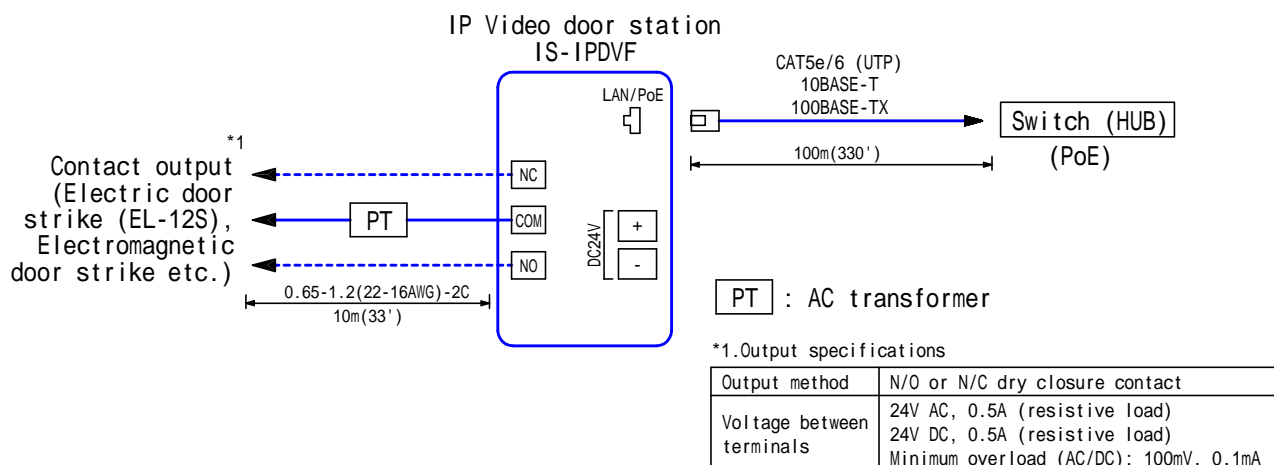 IP Video door station
IS-IPDVF
LAN/PoE
CAT5e/6 (UTP)
10BASE-T
100BASE-TX
100m(330')
Switch (HUB)
(PoE)
*1
Contact output
(Electric door
strike (EL-12S),
Electromagnetic
door strike etc.)
NC
PT
COM
NO
DC24V
+
-
0.65-1.2(22-16AWG)-2C
10m(33')
PT : AC transformer
*1.Output specifications
Output method N/O or N/C dry closure contact
Voltage between
terminals
24V AC, 0.5A (resistive load)
24V DC, 0.5A (resistive load)
Minimum overload (AC/DC): 100mV, 0.1mA